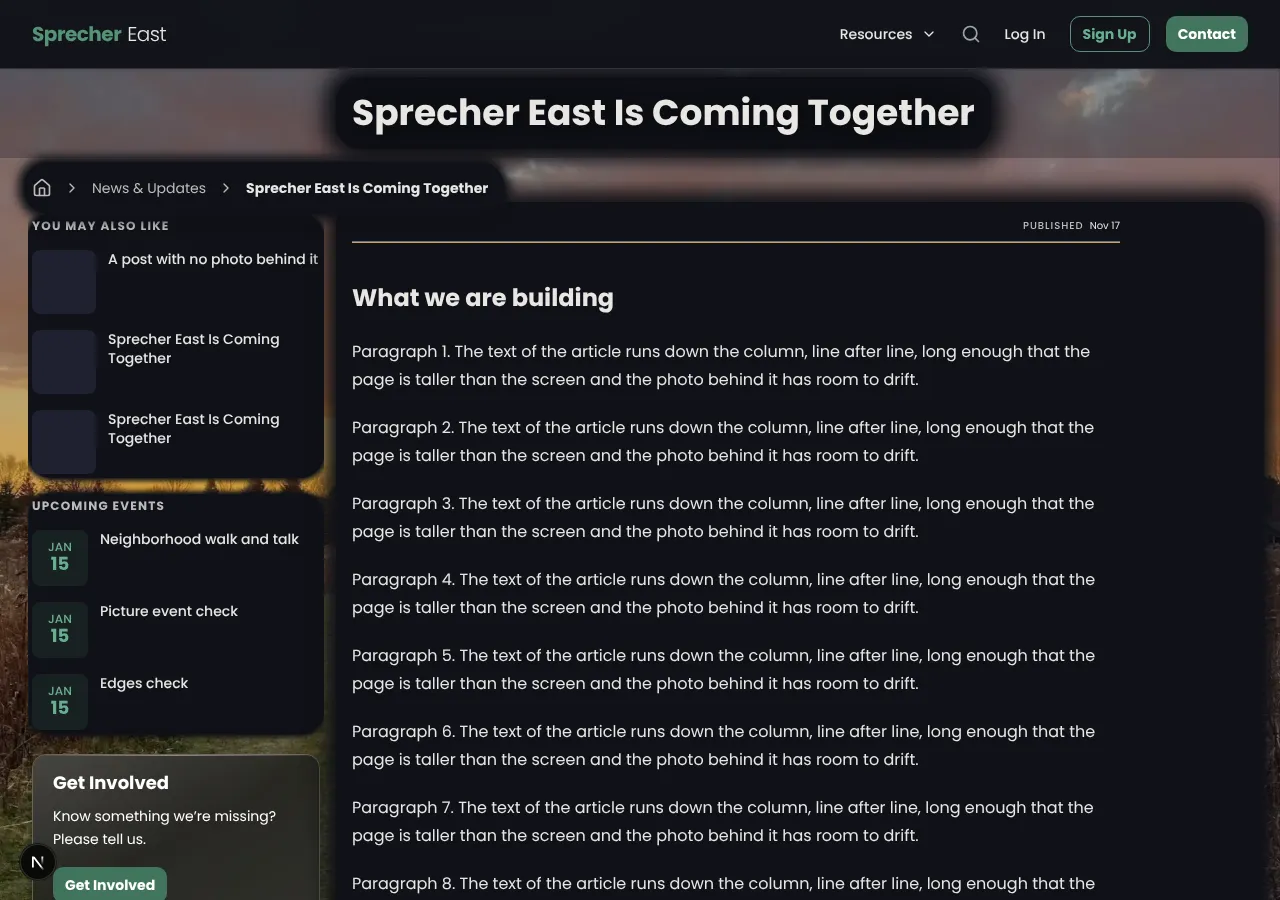 Sprecher East
Resources
Log In
Sign Up
Contact
Sprecher East Is Coming Together
News & Updates
Sprecher East Is Coming Together
YOU MAY ALSO LIKE
A post with no photo behind it
Sprecher East Is Coming
Together
Sprecher East Is Coming
Together
UPCOMING EVENTS
JAN
15
Neighborhood walk and talk
JAN
15
Picture event check
JAN
15
Edges check
Get Involved
Know something we’re missing?
Please tell us.
Get Involved
N
PUBLISHED Nov 17
What we are building
Paragraph 1. The text of the article runs down the column, line after line, long enough that the
page is taller than the screen and the photo behind it has room to drift.
Paragraph 2. The text of the article runs down the column, line after line, long enough that the
page is taller than the screen and the photo behind it has room to drift.
Paragraph 3. The text of the article runs down the column, line after line, long enough that the
page is taller than the screen and the photo behind it has room to drift.
Paragraph 4. The text of the article runs down the column, line after line, long enough that the
page is taller than the screen and the photo behind it has room to drift.
Paragraph 5. The text of the article runs down the column, line after line, long enough that the
page is taller than the screen and the photo behind it has room to drift.
Paragraph 6. The text of the article runs down the column, line after line, long enough that the
page is taller than the screen and the photo behind it has room to drift.
Paragraph 7. The text of the article runs down the column, line after line, long enough that the
page is taller than the screen and the photo behind it has room to drift.
Paragraph 8. The text of the article runs down the column, line after line, long enough that the